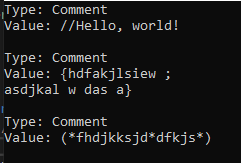 Type: Comment
Value: //Hello, world!
Type: Comment
Value: {hdfakjlsiew ;
asdjkal w das a}
Type: Comment
Value: (*fhdjkksjd*dfkjs*)